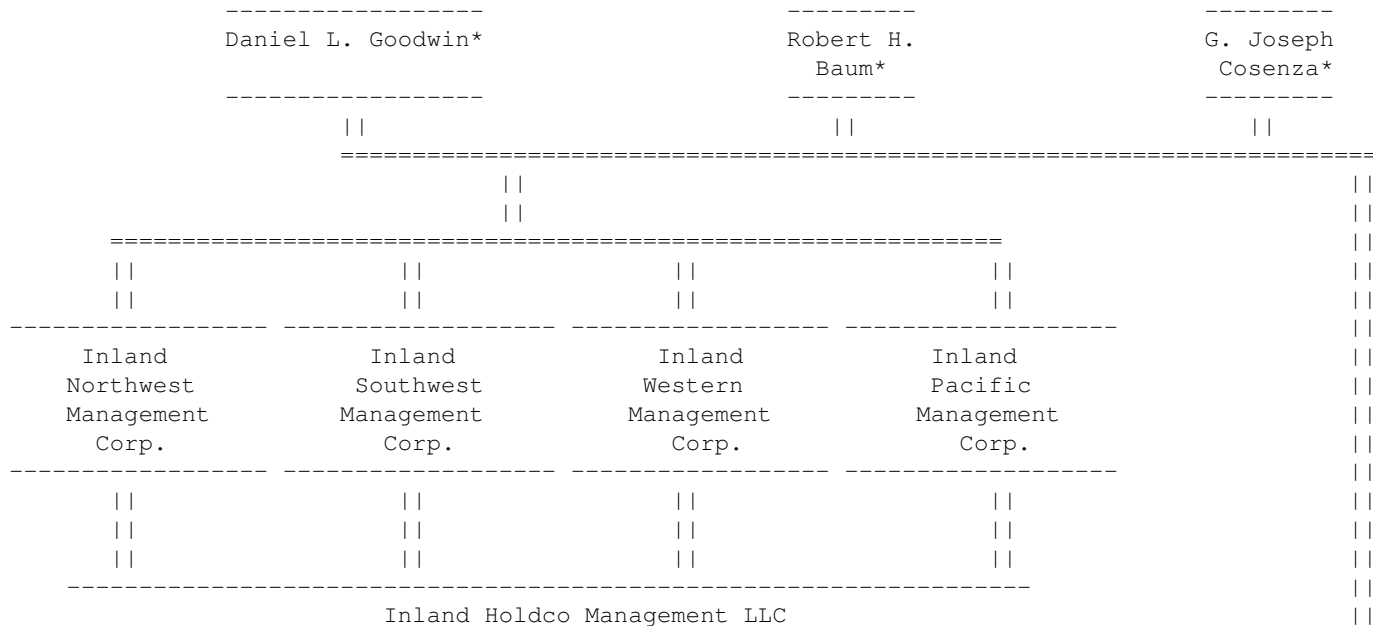 Daniel L. Goodwin* Robert H. G. Joseph
Baum* Cosenza*
Inland Inland Inland Inland
Northwest Southwest Western Pacific
Management Management Management Management
Corp. Corp. Corp. Corp.
Inland Holdco Management LLC